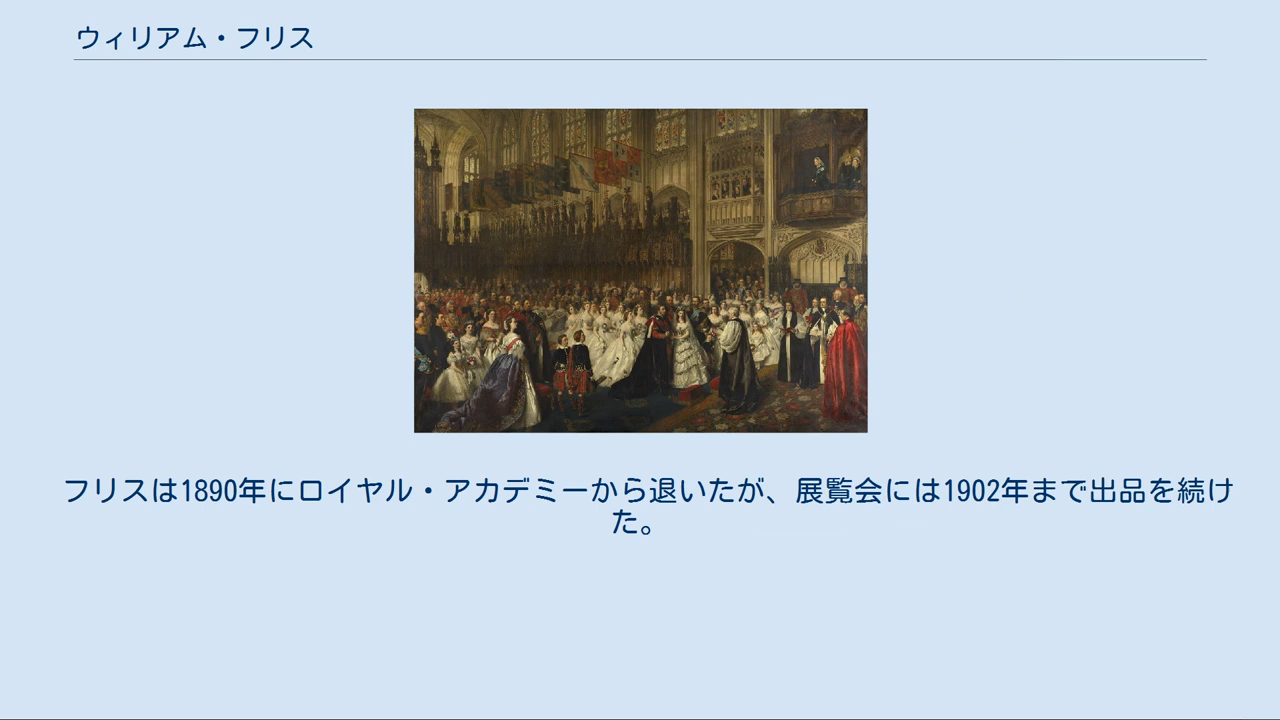 ウィリアム・フリス
フリスは1890年にロイヤル・アカデミーから退いたが、展覧会には1902年まで出品を続け
た。